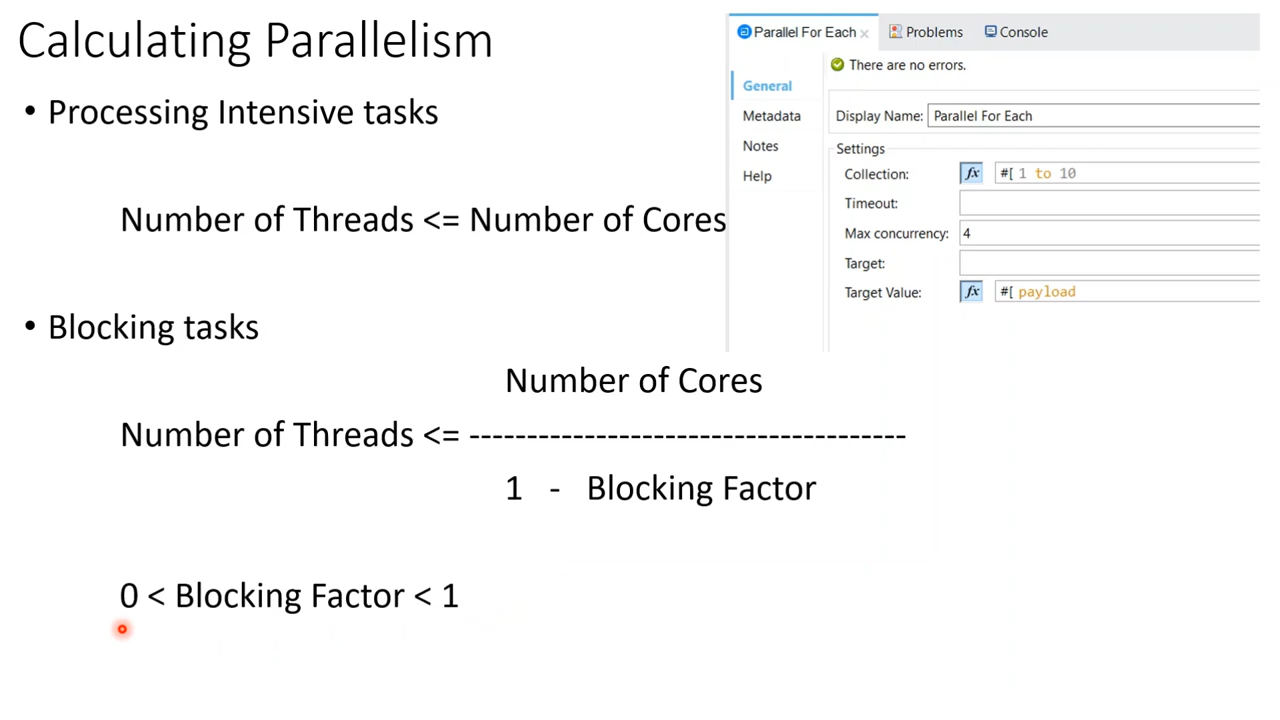 Calculating Parallelism
• Processing Intensive tasks
Number of Threads <= Number of Cores
• Blocking tasks
Number of Cores
Number of Threads <= --------------------------------------
1 - Blocking Factor
0 < Blocking Factor < 1
Parallel For Each
Problems
Console
There are no errors.
General
Metadata
Notes
Help
Display Name: Parallel For Each
Settings
Collection: fx #[ 1 to 10
Timeout:
Max concurrency: 4
Target:
Target Value: fx #[ payload